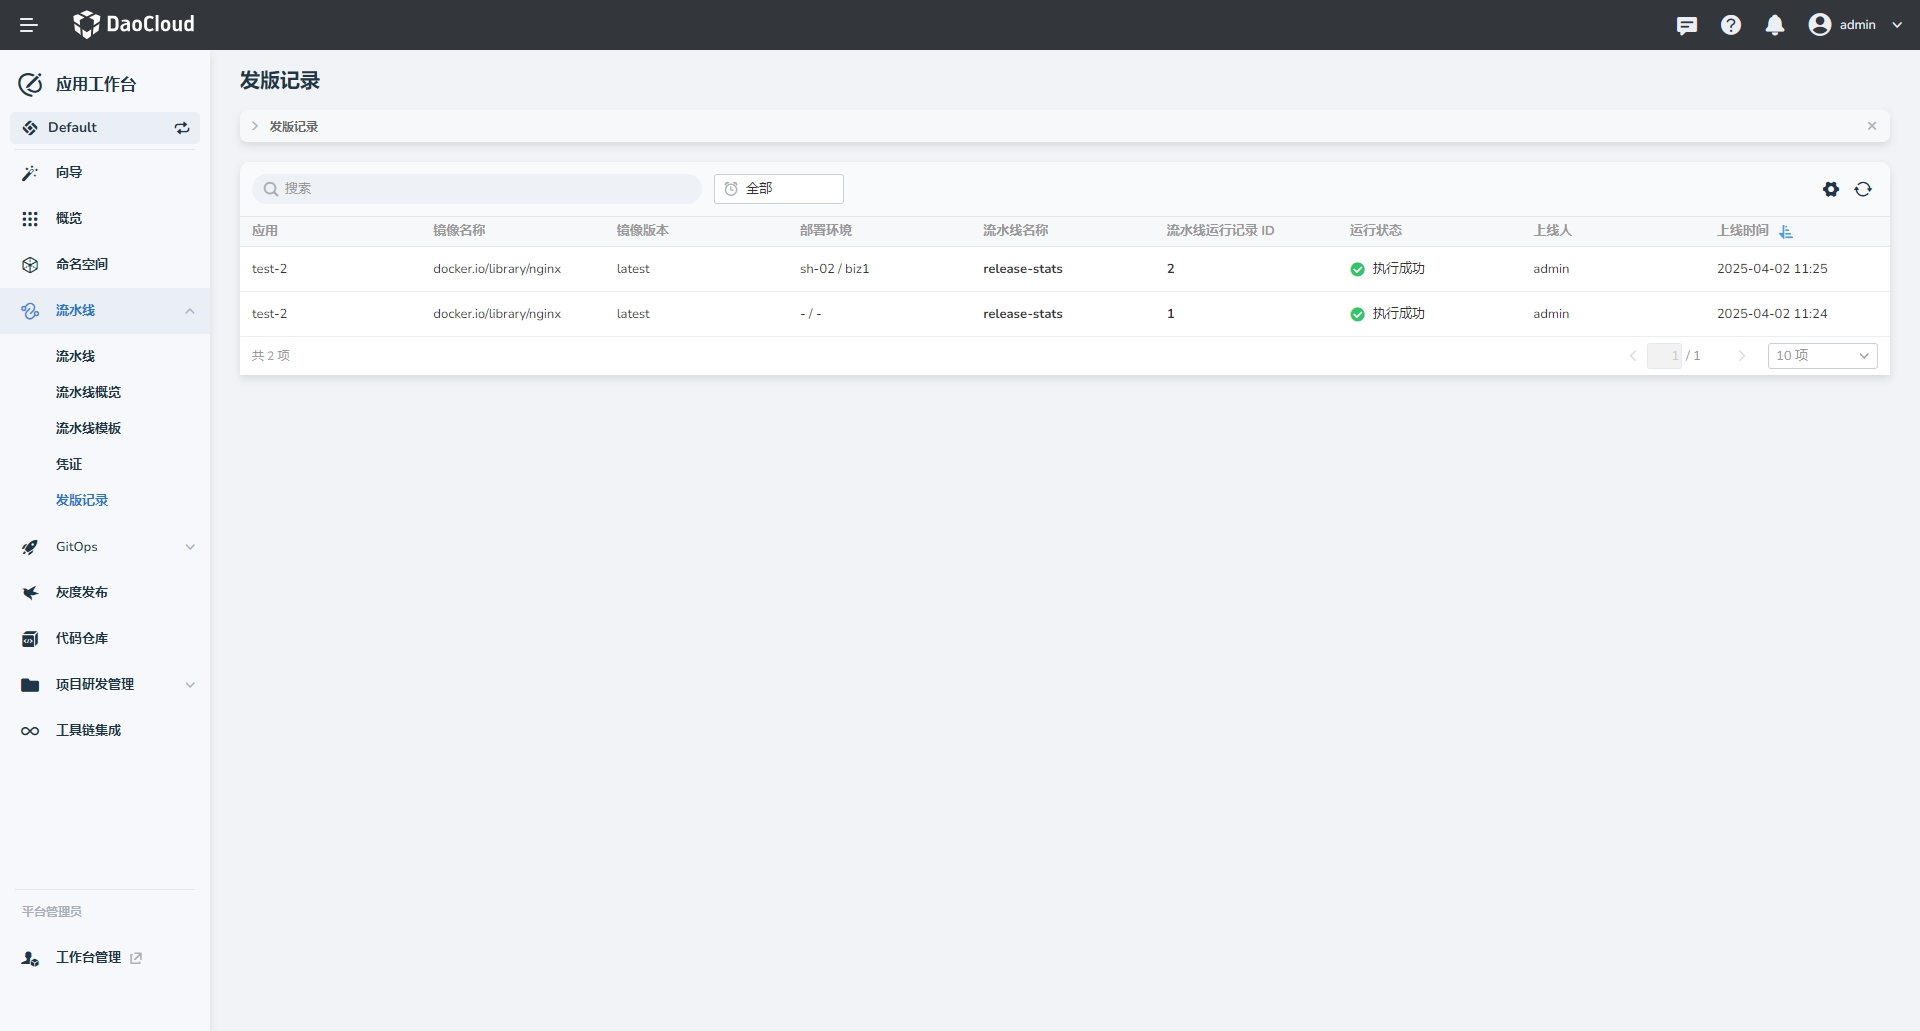 DaoCloud
admin
应用工作台
Default
向导
概览
命名空间
流水线
流水线
流水线概览
流水线模板
凭证
发版记录
GitOps
灰度发布
代码仓库
项目研发管理
工具链集成
平台管理员
工作台管理
发版记录
发版记录
搜索
全部
应用 镜像名称 镜像版本 部署环境 流水线名称 流水线运行记录 ID 运行状态 上线人 上线时间
test-2 docker.io/library/nginx latest sh-02 / biz1 release-stats 2 执行成功 admin 2025-04-02 11:25
test-2 docker.io/library/nginx latest - / - release-stats 1 执行成功 admin 2025-04-02 11:24
共 2 项 1 / 1 10 项